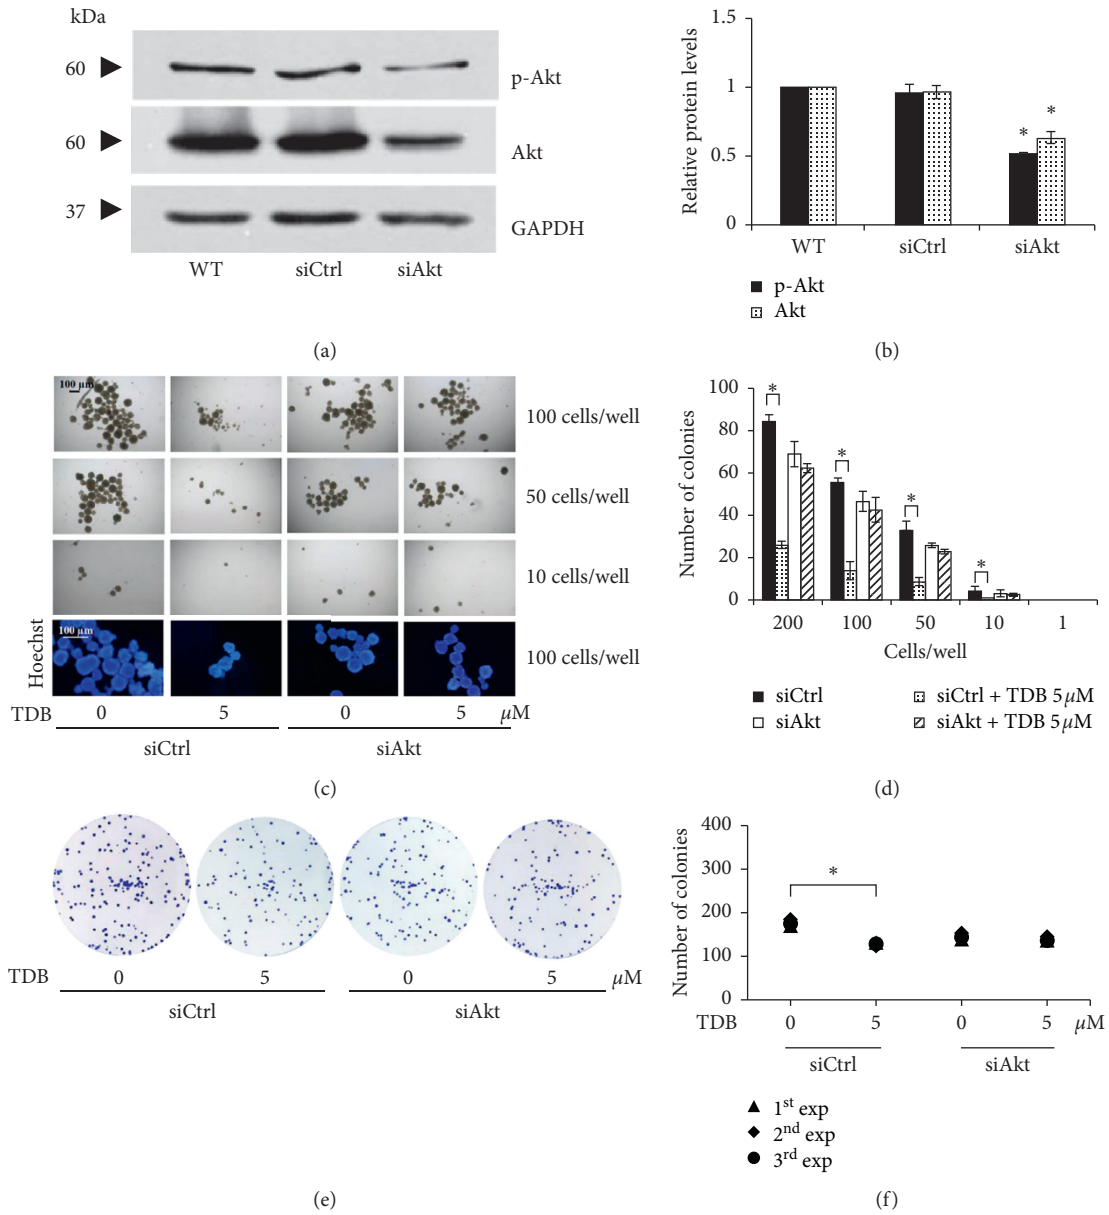 kDa
60
p-Akt
60
Akt
37
GAPDH
WT siCtrl siAkt
(a)
Relative protein levels
1.5
1
0.5
0
WT siCtrl siAkt
* *
p-Akt
Akt
(b)
100 µm
100 cells/well
50 cells/well
10 cells/well
Hoechst
100 µm
100 cells/well
TDB 0 5 0 5 µM
siCtrl siAkt
(c)
Number of colonies
100
80
60
40
20
0
* * * *
200 100 50 10 1
Cells/well
siCtrl siCtrl + TDB 5 µM
siAkt siAkt + TDB 5 µM
(d)
TDB 0 5 0 5 µM
siCtrl siAkt
(e)
Number of colonies
400
300
200
100
0
*
TDB 0 5 0 5 µM
siCtrl siAkt
1st exp
2nd exp
3rd exp
(f)